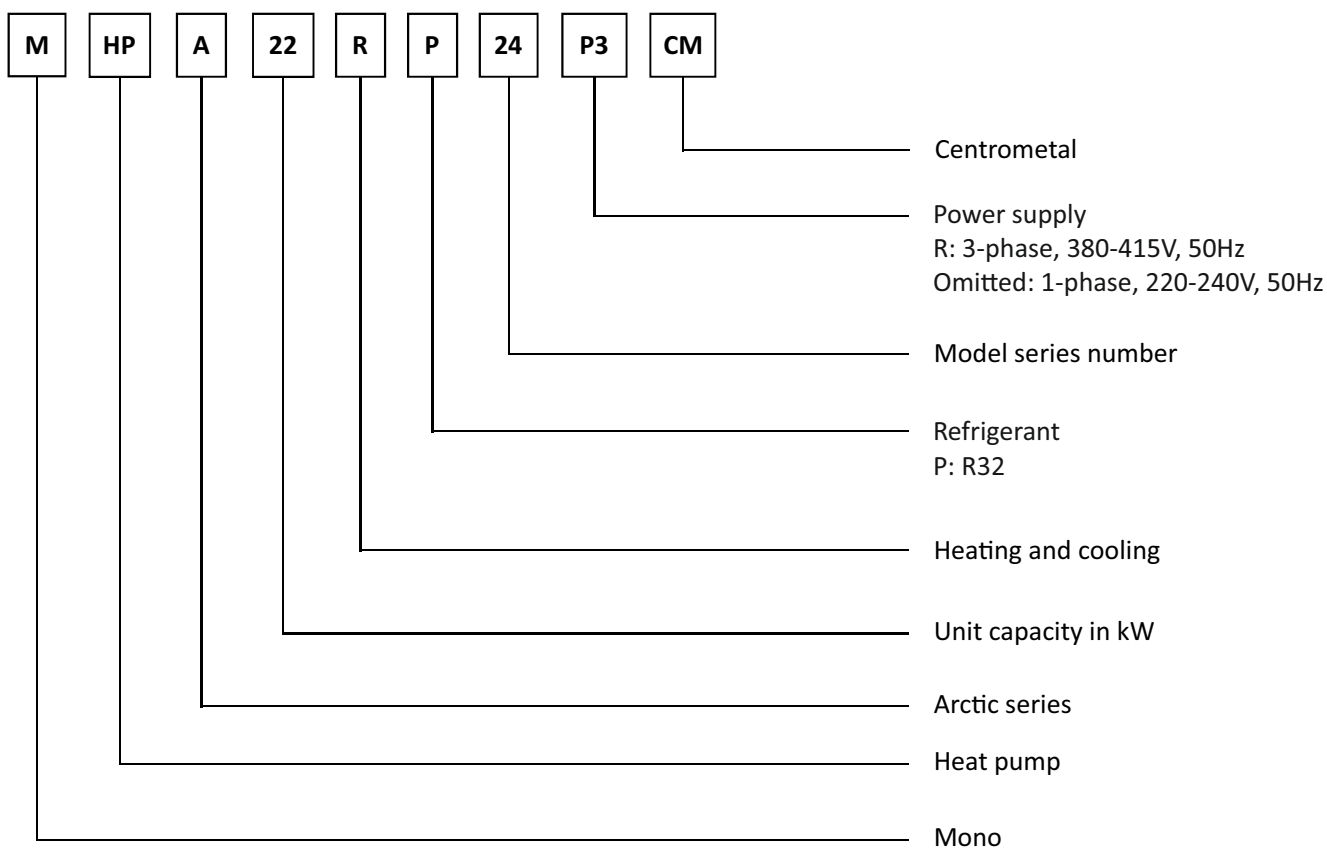 M HP A 22 R P 24 P3 CM
Centrometal
Power supply
R: 3-phase, 380-415V, 50Hz
Omitted: 1-phase, 220-240V, 50Hz
Model series number
Refrigerant
P: R32
Heating and cooling
Unit capacity in kW
Arctic series
Heat pump
Mono